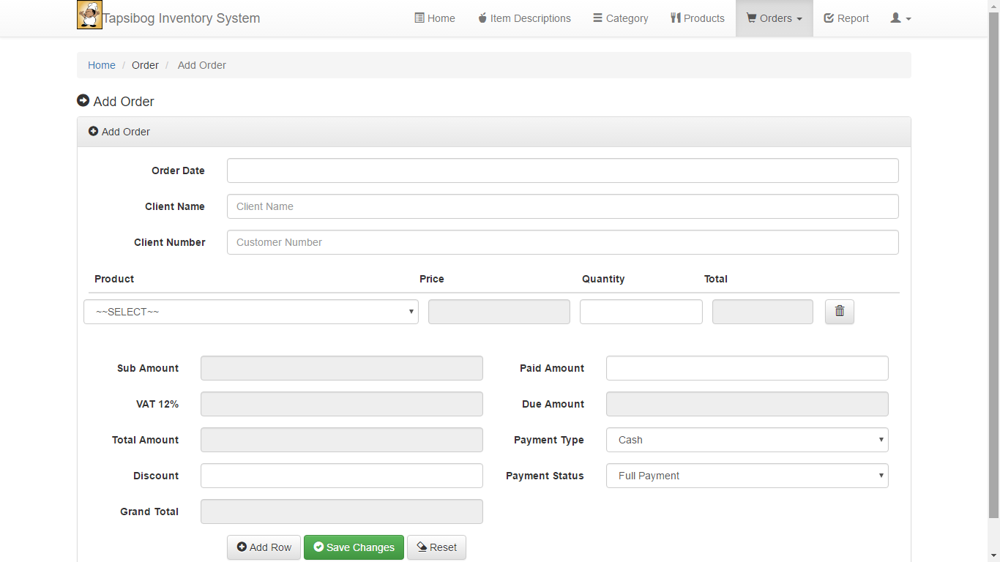 Tapsibog Inventory System Home Item Descriptions Category Products Orders Report
Home / Order / Add Order
Add Order
Add Order
Order Date
Client Name Client Name
Client Number Customer Number
Product Price Quantity Total
~~SELECT~~
Sub Amount Paid Amount
VAT 12% Due Amount
Total Amount Payment Type Cash
Discount Payment Status Full Payment
Grand Total
Add Row Save Changes Reset